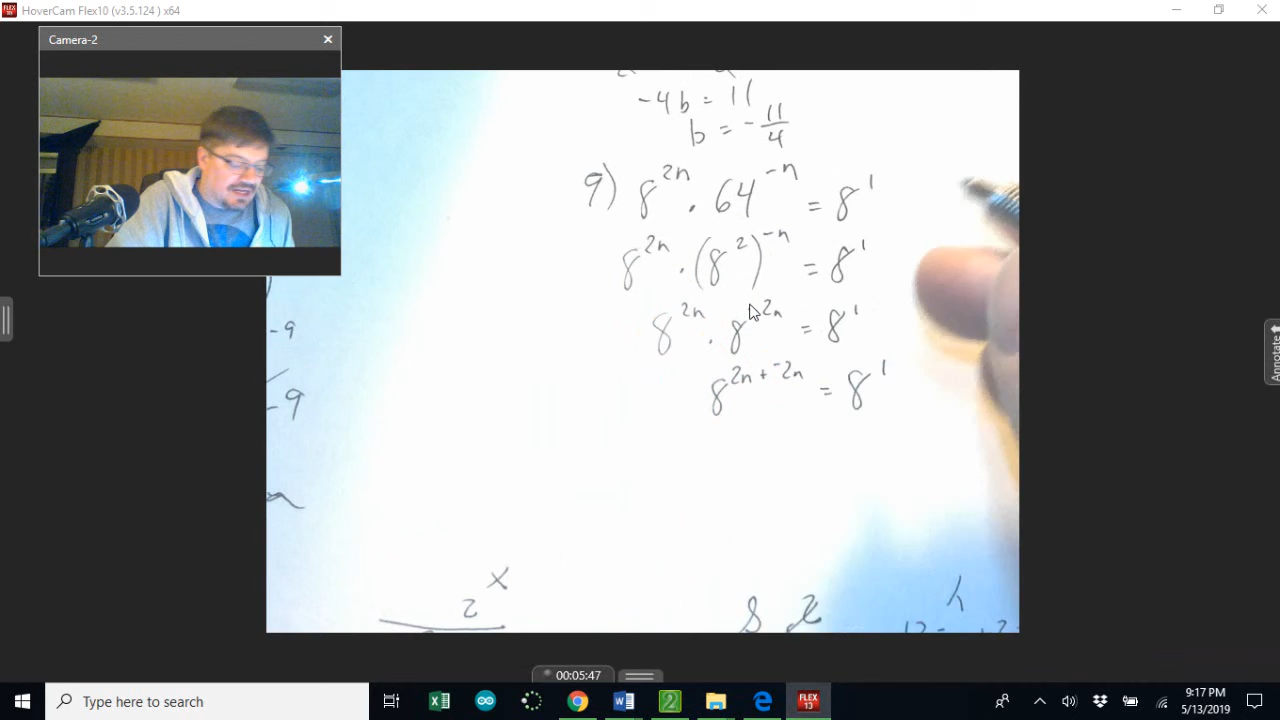 HoverCam Flex10 (v3.5.124 ) x64
Camera-2
-4b = 11
b = -11/4
9) 8^{2n} · 64^{-n} = 8^1
8^{2n} · (8^2)^{-n} = 8^1
8^{2n} · 8^{-2n} = 8^1
8^{2n + -2n} = 8^1
-9
-9
2^x
Annotate
00:05:47
Type here to search
FLEX
9:17 PM
5/13/2019